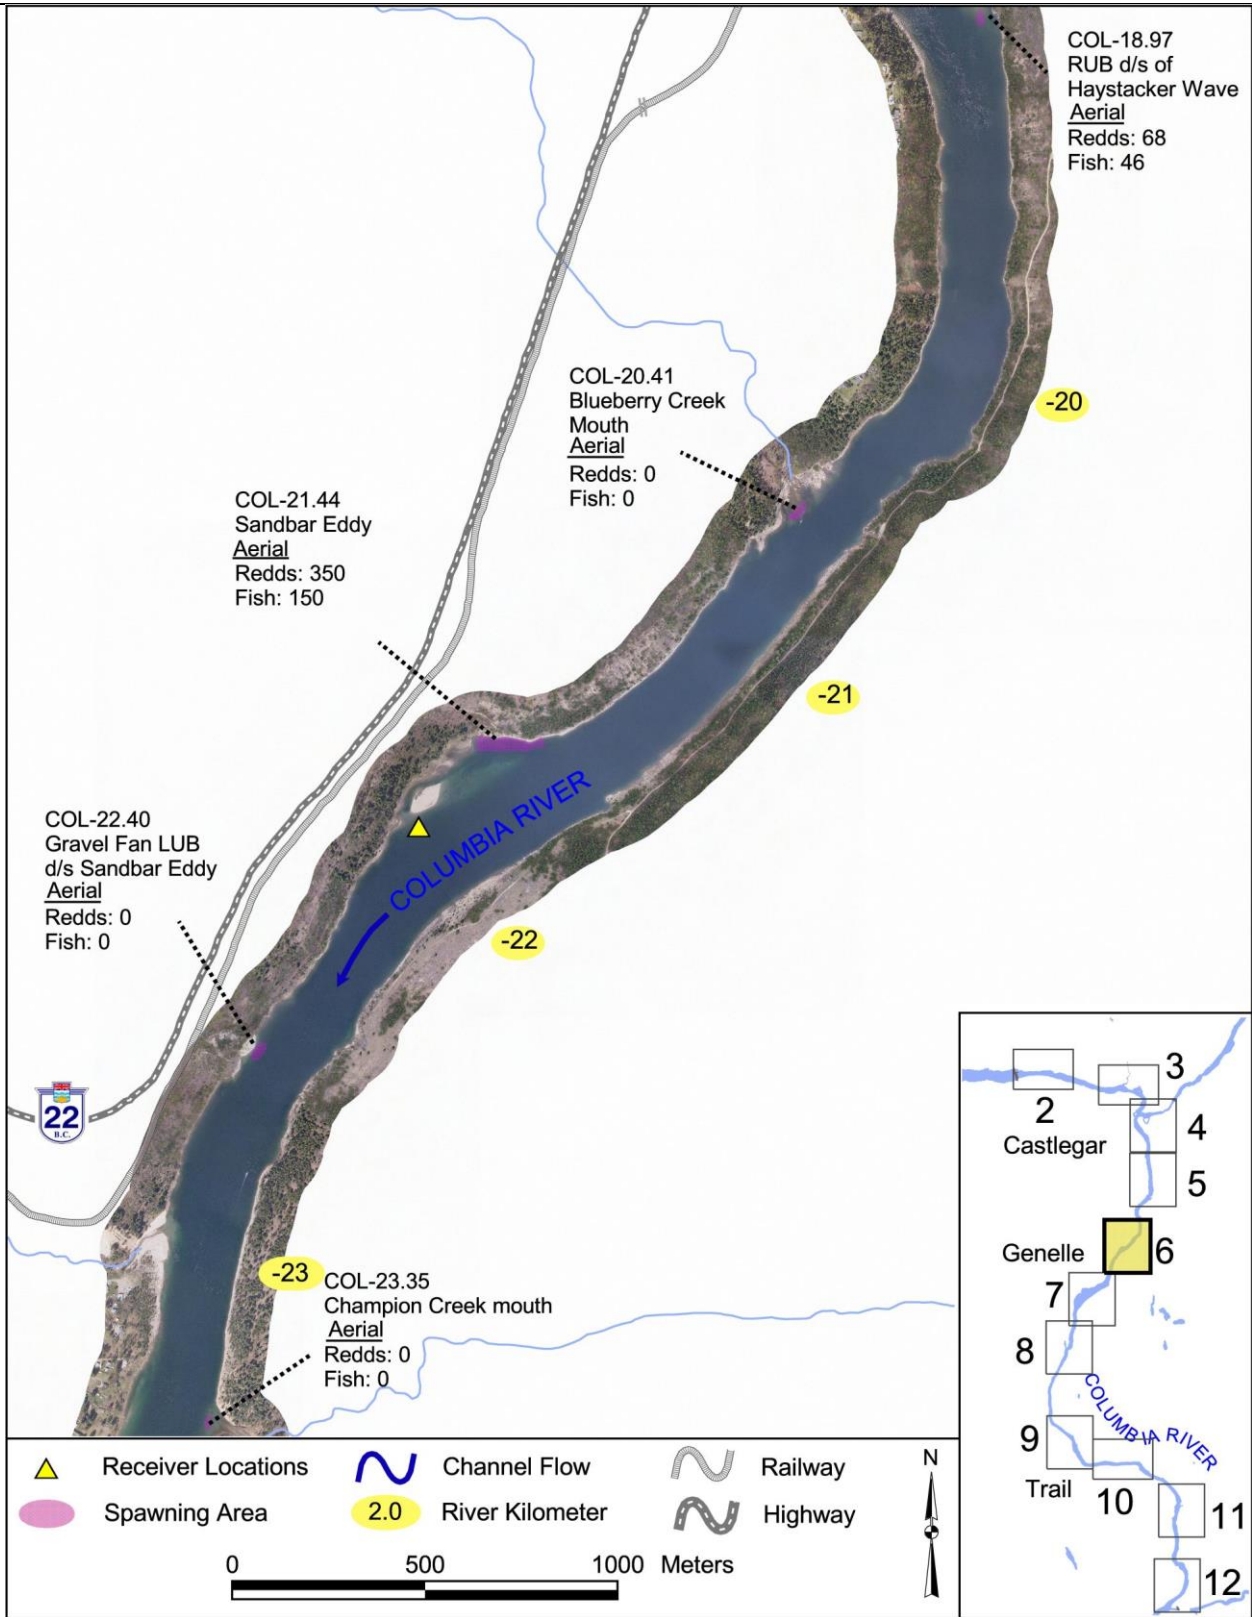 COL-18.97
RUB d/s of
Haystacker Wave
Aerial
Redds: 68
Fish: 46
COL-20.41
Blueberry Creek
Mouth
Aerial
Redds: 0
Fish: 0
-20
COL-21.44
Sandbar Eddy
Aerial
Redds: 350
Fish: 150
-21
COLUMBIA RIVER
COL-22.40
Gravel Fan LUB
d/s Sandbar Eddy
Aerial
Redds: 0
Fish: 0
-22
22
B.C.
-23
COL-23.35
Champion Creek mouth
Aerial
Redds: 0
Fish: 0
3
2
4
Castlegar
5
Genelle
6
7
8
COLUMBIA RIVER
9
Trail
10
11
12
Receiver Locations
Channel Flow
Railway
Spawning Area
2.0
River Kilometer
Highway
N
0
500
1000 Meters